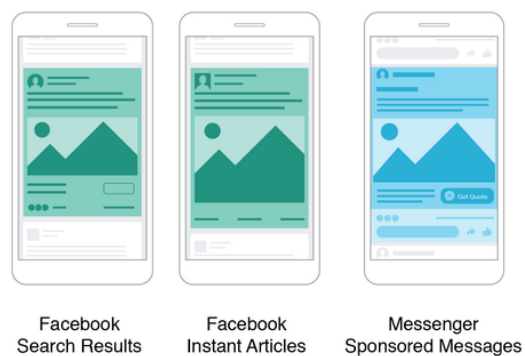 Get Quote
Facebook
Search Results
Facebook
Instant Articles
Messenger
Sponsored Messages